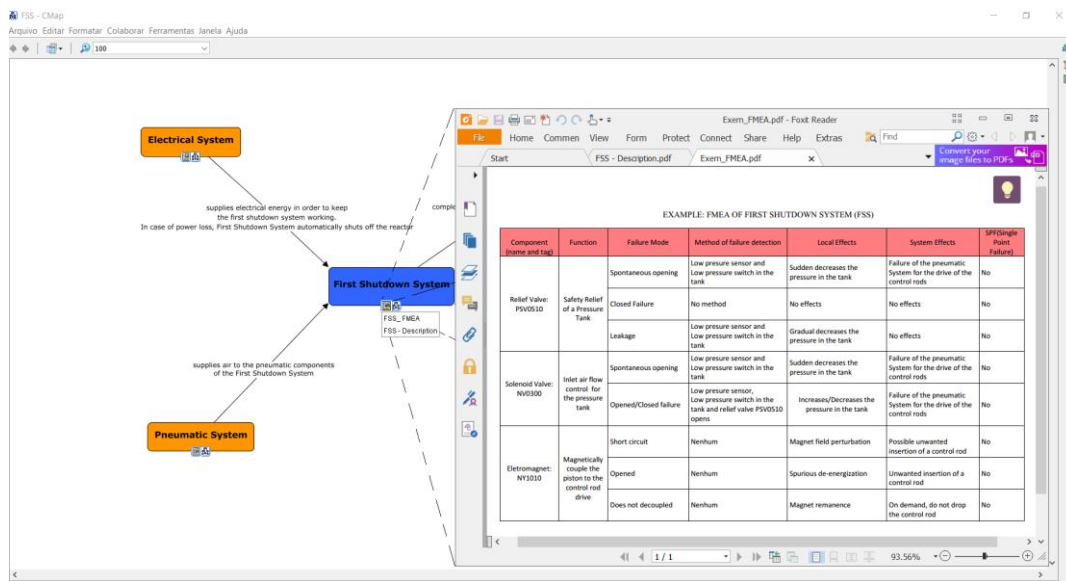 FSS - CMap
Arquivo Editar Formatar Colaborar Ferramentas Janela Ajuda
100
Electrical System
supplies electrical energy in order to keep
the first shutdown system working.
In case of power loss, First Shutdown System automatically shuts off the reactor
comple
First Shutdown System
FSS_FMEA
FSS - Description
supplies air to the pneumatic components
of the First Shutdown System
Pneumatic System
Exem_FMEA.pdf - Foxit Reader
File Home Commen View Form Protect Connect Share Help Extras Find
Start FSS - Description.pdf Exem_FMEA.pdf
Convert your
image files to PDFs
EXAMPLE: FMEA OF FIRST SHUTDOWN SYSTEM (FSS)
Component
(name and tag)
Function
Failure Mode
Method of failure detection
Local Effects
System Effects
SPF(Single
Point
Failure)
Relief Valve:
PSV0510
Safety Relief
of a Pressure
Tank
Spontaneous opening
Low presure sensor and
Low pressure switch in the
tank
Sudden decreases the
pressure in the tank
Failure of the pneumatic
System for the drive of the
control rods
No
Closed Failure
No method
No effects
No effects
No
Leakage
Low presure sensor and
Low pressure switch in the
tank
Gradual decreases the
pressure in the tank
No effects
No
Solenoid Valve:
NV0300
Inlet air flow
control for
the pressure
tank
Spontaneous opening
Low presure sensor and
Low pressure switch in the
tank
Sudden decreases the
pressure in the tank
Failure of the pneumatic
System for the drive of the
control rods
No
Opened/Closed failure
Low presure sensor,
Low pressure switch in the
tank and relief valve PSV0510
opens
Increases/Decreases the
pressure in the tank
Failure of the pneumatic
System for the drive of the
control rods
No
Eletromagnet:
NY1010
Magnetically
couple the
piston to the
control rod
drive
Short circuit
Nenhum
Magnet field perturbation
Possible unwanted
insertion of a control rod
No
Opened
Nenhum
Spurious de-energization
Unwanted insertion of a
control rod
No
Does not decoupled
Nenhum
Magnet remanence
On demand, do not drop
the control rod
No
1 / 1
93.56%